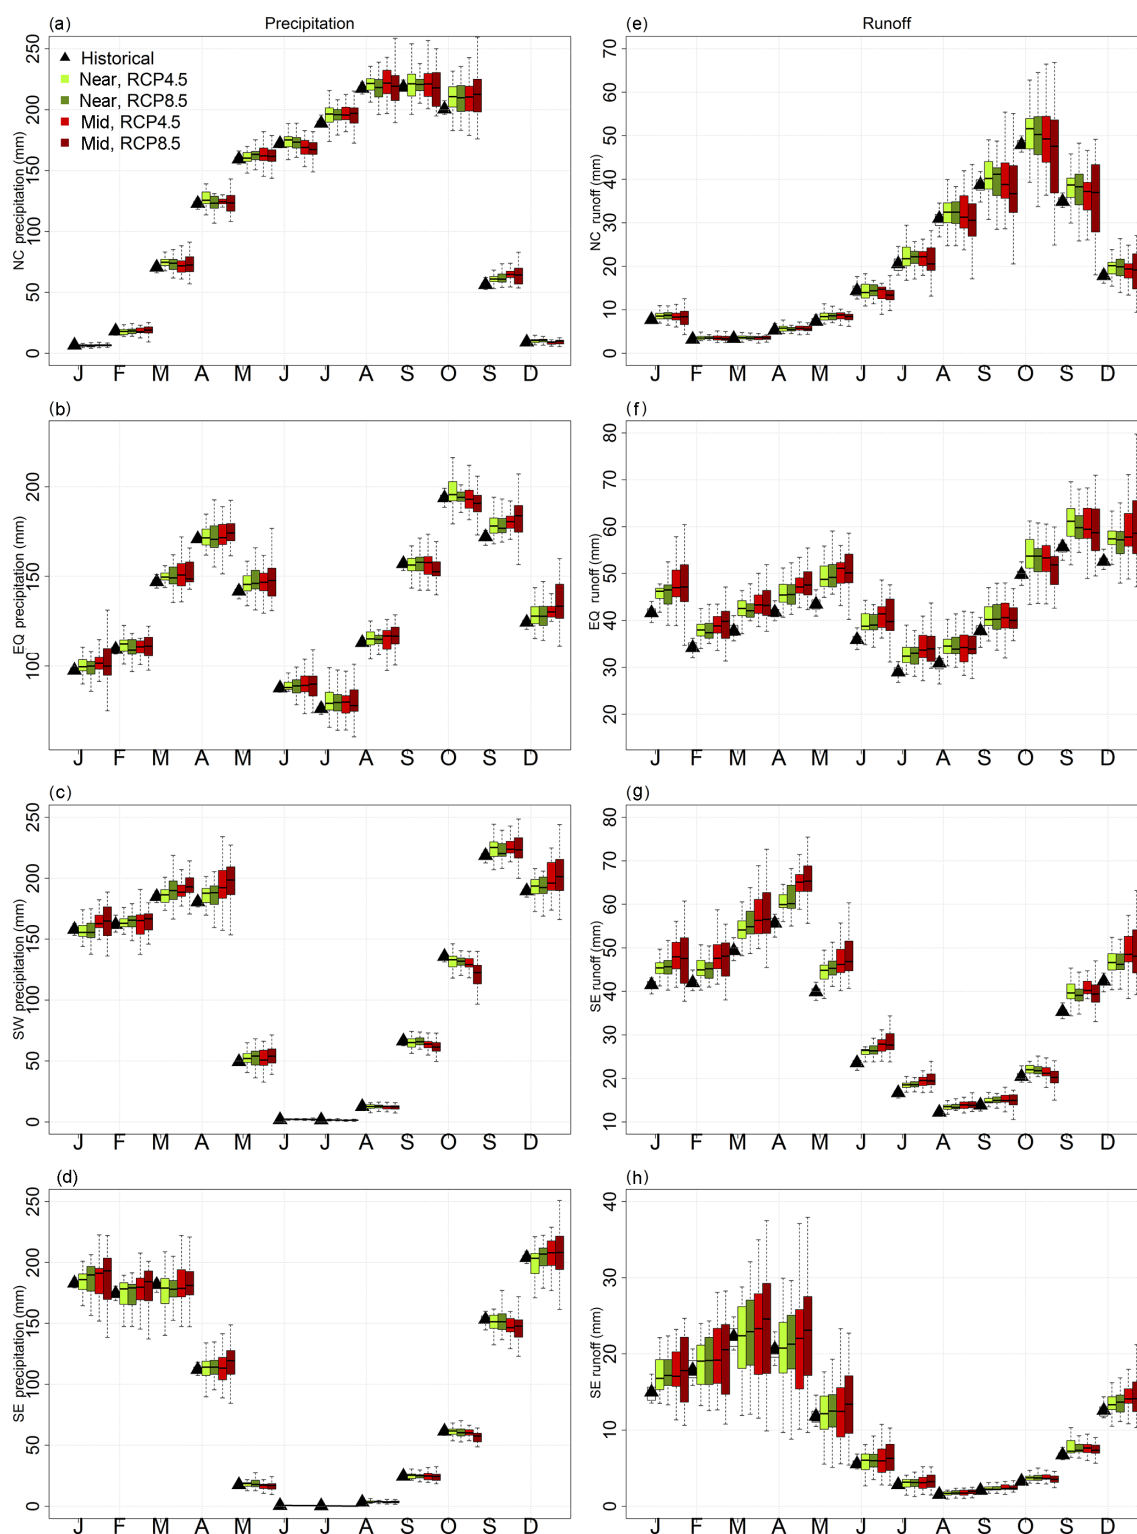 (a) Precipitation
(e) Runoff
NC precipitation (mm)
0 50 100 150 200 250
Historical
Near, RCP4.5
Near, RCP8.5
Mid, RCP4.5
Mid, RCP8.5
J F M A M J J A S O S D
NC runoff (mm)
0 10 20 30 40 50 60 70
J F M A M J J A S O S D
(b)
EQ precipitation (mm)
100 150 200
J F M A M J J A S O S D
(f)
EQ runoff (mm)
20 30 40 50 60 70 80
J F M A M J J A S O S D
(c)
SW precipitation (mm)
0 50 100 150 200 250
J F M A M J J A S O S D
(g)
SE runoff (mm)
10 20 30 40 50 60 70 80
J F M A M J J A S O S D
(d)
SE precipitation (mm)
0 50 100 150 200 250
J F M A M J J A S O S D
(h)
SE runoff (mm)
0 10 20 30 40
J F M A M J J A S O S D